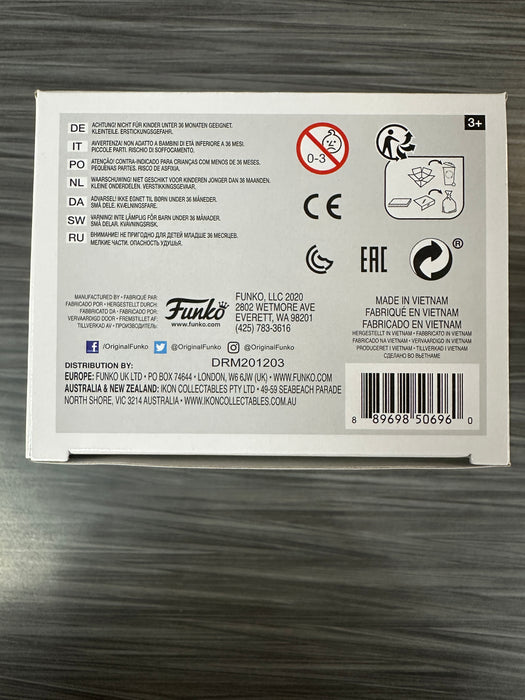 DE ACHTUNG! NICHT FÜR KINDER UNTER 36 MONATEN GEEIGNET.
KLEINTEILE. ERSTICKUNGSGEFAHR.
IT AVVERTENZA! NON ADATTO A BAMBINI DI ETÀ INFERIORE A 36 MESI.
PICCOLE PARTI. RISCHIO DI SOFFOCAMENTO.
PO ATENCÃO! CONTRA-INDICADO PARA CRIANÇAS COM MENOS DE 36 MESES.
PEQUENAS PARTES. RISCO DE ASFIXIA.
NL WAARSCHUWING! NIET GESCHIKT VOOR KINDEREN JONGER DAN 36 MAANDEN.
KLEINE ONDERDELEN. VERSTIKKINGSGEVAAR.
DA ADVARSEL! IKKE EGNET TIL BØRN UNDER 36 MÅNEDER.
SMÅ DELE. KVÆLNINGSFARE.
SW VARNING! INTE LÄMPLIG FÖR BARN UNDER 36 MÅNADER.
SMÅ DELAR. KVÄVNINGSRISK.
RU ВНИМАНИЕ! НЕ ПРИГОДНО ДЛЯ ДЕТЕЙ МЛАДШЕ 36 МЕСЯЦЕВ.
МЕЛКИЕ ЧАСТИ. ОПАСНОСТЬ УДУШЬЯ.
0-3
3+
CE
EAC
®
MANUFACTURED BY • FABRIQUÉ PAR:
FABRICADO POR • HERGESTELLT DURCH:
FABBRICATO DA • FABRICADO POR:
VERVAARDIGD DOOR • FREMSTILLET AF:
TILLVERKAD AV • ПРОИЗВОДИТЕЛЬ:
Funko
www.funko.com
FUNKO, LLC 2020
2802 WETMORE AVE
EVERETT, WA 98201
(425) 783-3616
MADE IN VIETNAM
FABRIQUÉ EN VIETNAM
FABRICADO EN VIETNAM
HERGESTELLT IN VIETNAM • FABBRICATO IN VIETNAM
FABRICADO NA VIETNAM • VERVAARDIGD IN VIETNAM
PRODUCERET I VIETNAM • TILLVERKAD I VIETNAM
СДЕЛАНО ВО ВЬЕТНАМЕ
/OriginalFunko @OriginalFunko @OriginalFunko
DRM201203
DISTRIBUTION BY:
EUROPE: FUNKO UK LTD • PO BOX 74644 • LONDON, W6 6JW (UK) • WWW.FUNKO.COM
AUSTRALIA & NEW ZEALAND: IKON COLLECTABLES PTY LTD • 49-59 SEABEACH PARADE
NORTH SHORE, VIC 3214 AUSTRALIA • WWW.IKONCOLLECTABLES.COM.AU
8 89698 50696 0